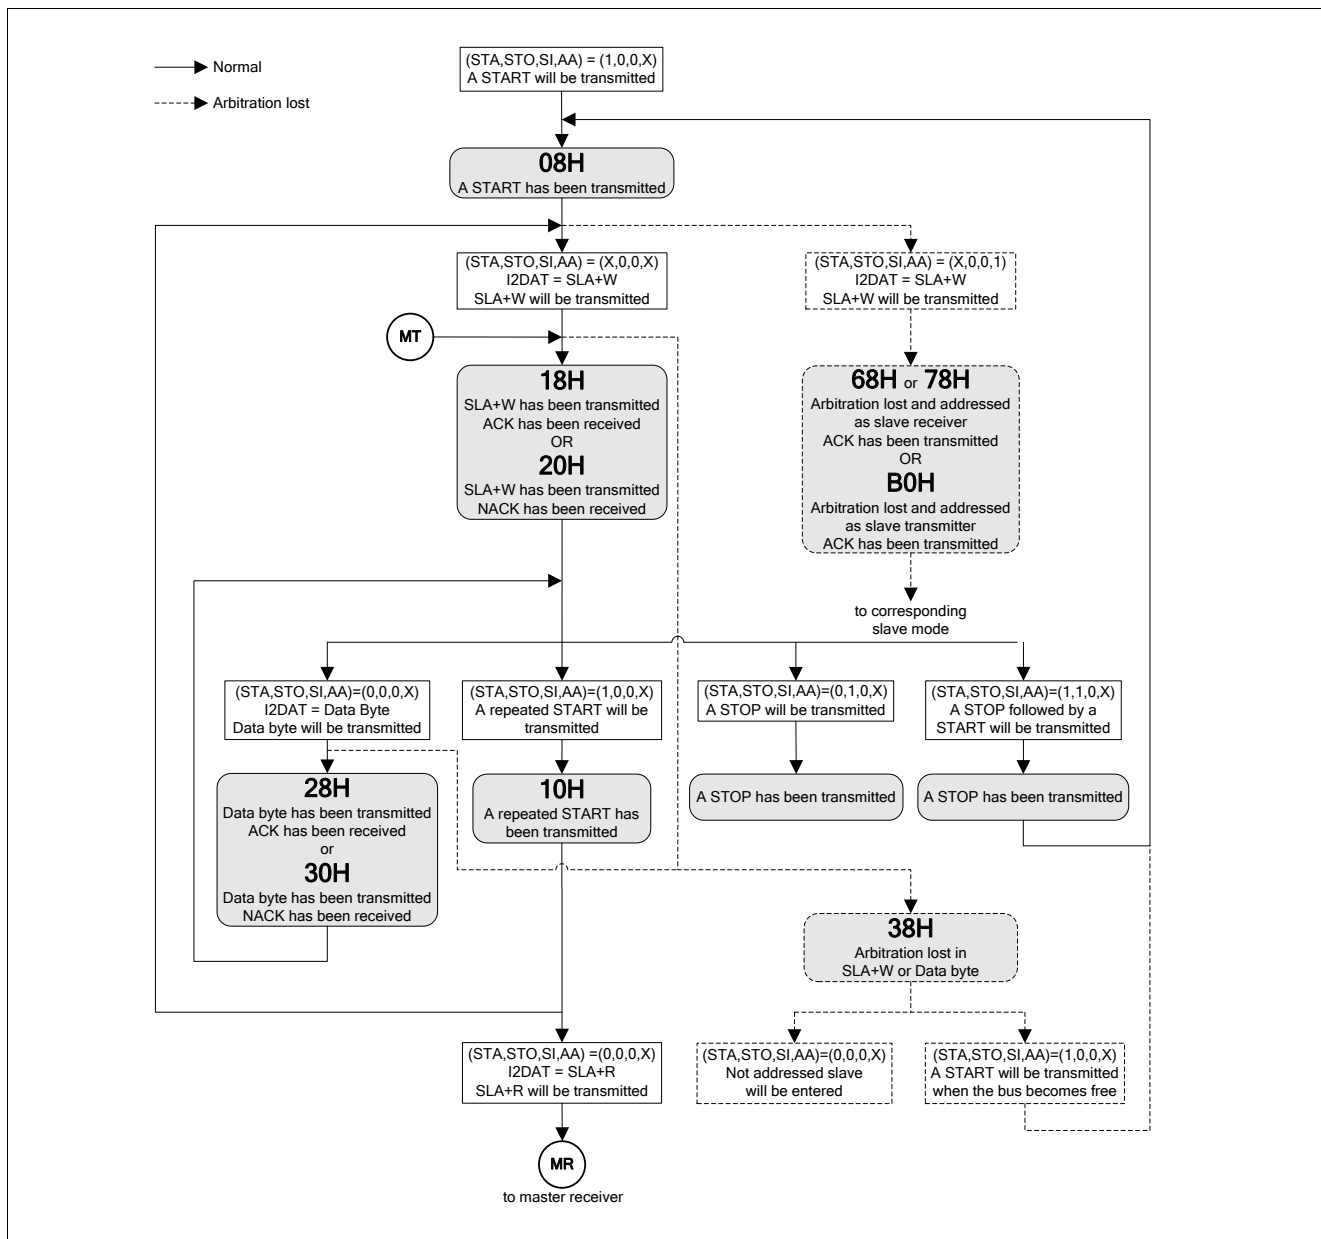 Normal
Arbitration lost
(STA,STO,SI,AA) = (1,0,0,X)
A START will be transmitted
08H
A START has been transmitted
(STA,STO,SI,AA) = (X,0,0,X)
I2DAT = SLA+W
SLA+W will be transmitted
(STA,STO,SI,AA) = (X,0,0,1)
I2DAT = SLA+W
SLA+W will be transmitted
MT
18H
SLA+W has been transmitted
ACK has been received
OR
20H
SLA+W has been transmitted
NACK has been received
68H or 78H
Arbitration lost and addressed
as slave receiver
ACK has been transmitted
OR
B0H
Arbitration lost and addressed
as slave transmitter
ACK has been transmitted
to corresponding
slave mode
(STA,STO,SI,AA)=(0,0,0,X)
I2DAT = Data Byte
Data byte will be transmitted
(STA,STO,SI,AA)=(1,0,0,X)
A repeated START will be
transmitted
(STA,STO,SI,AA)=(0,1,0,X)
A STOP will be transmitted
(STA,STO,SI,AA)=(1,1,0,X)
A STOP followed by a
START will be transmitted
28H
Data byte has been transmitted
ACK has been received
or
30H
Data byte has been transmitted
NACK has been received
10H
A repeated START has
been transmitted
A STOP has been transmitted
A STOP has been transmitted
38H
Arbitration lost in
SLA+W or Data byte
(STA,STO,SI,AA) =(0,0,0,X)
I2DAT = SLA+R
SLA+R will be transmitted
(STA,STO,SI,AA)=(0,0,0,X)
Not addressed slave
will be entered
(STA,STO,SI,AA)=(1,0,0,X)
A START will be transmitted
when the bus becomes free
MR
to master receiver